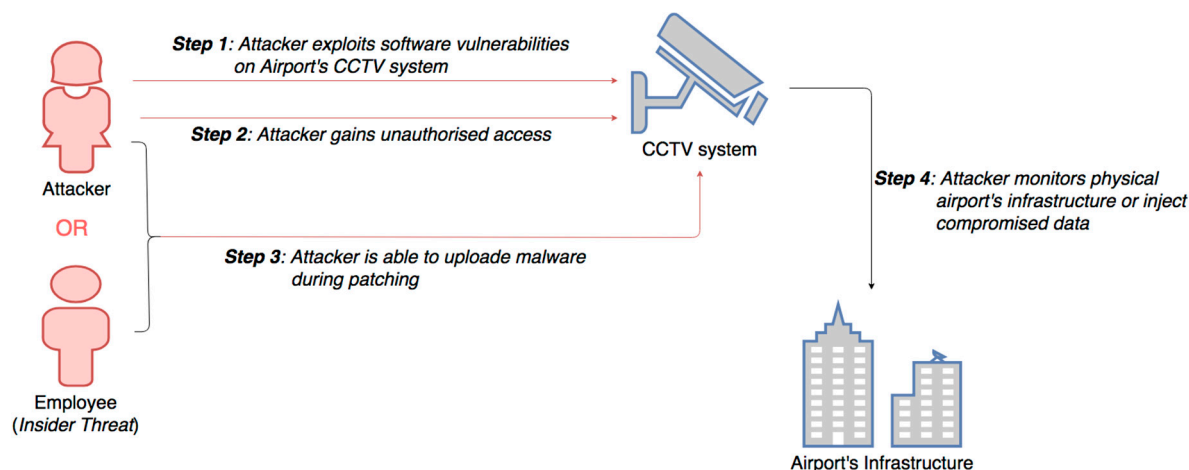 Step 1: Attacker exploits software vulnerabilities
on Airport's CCTV system
Step 2: Attacker gains unauthorised access
CCTV system
Attacker
Step 4: Attacker monitors physical
airport's infrastructure or inject
compromised data
OR
Step 3: Attacker is able to uploade malware
during patching
Employee
(Insider Threat)
Airport's Infrastructure